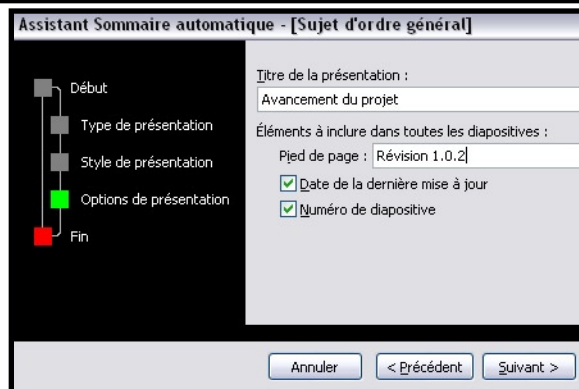 Assistant Sommaire automatique - [Sujet d'ordre général]
Début
Type de présentation
Style de présentation
Options de présentation
Fin
Titre de la présentation :
Avancement du projet
Éléments à inclure dans toutes les diapositives :
Pied de page : Révision 1.0.2
Date de la dernière mise à jour
Numéro de diapositive
Annuler < Précédent Suivant >